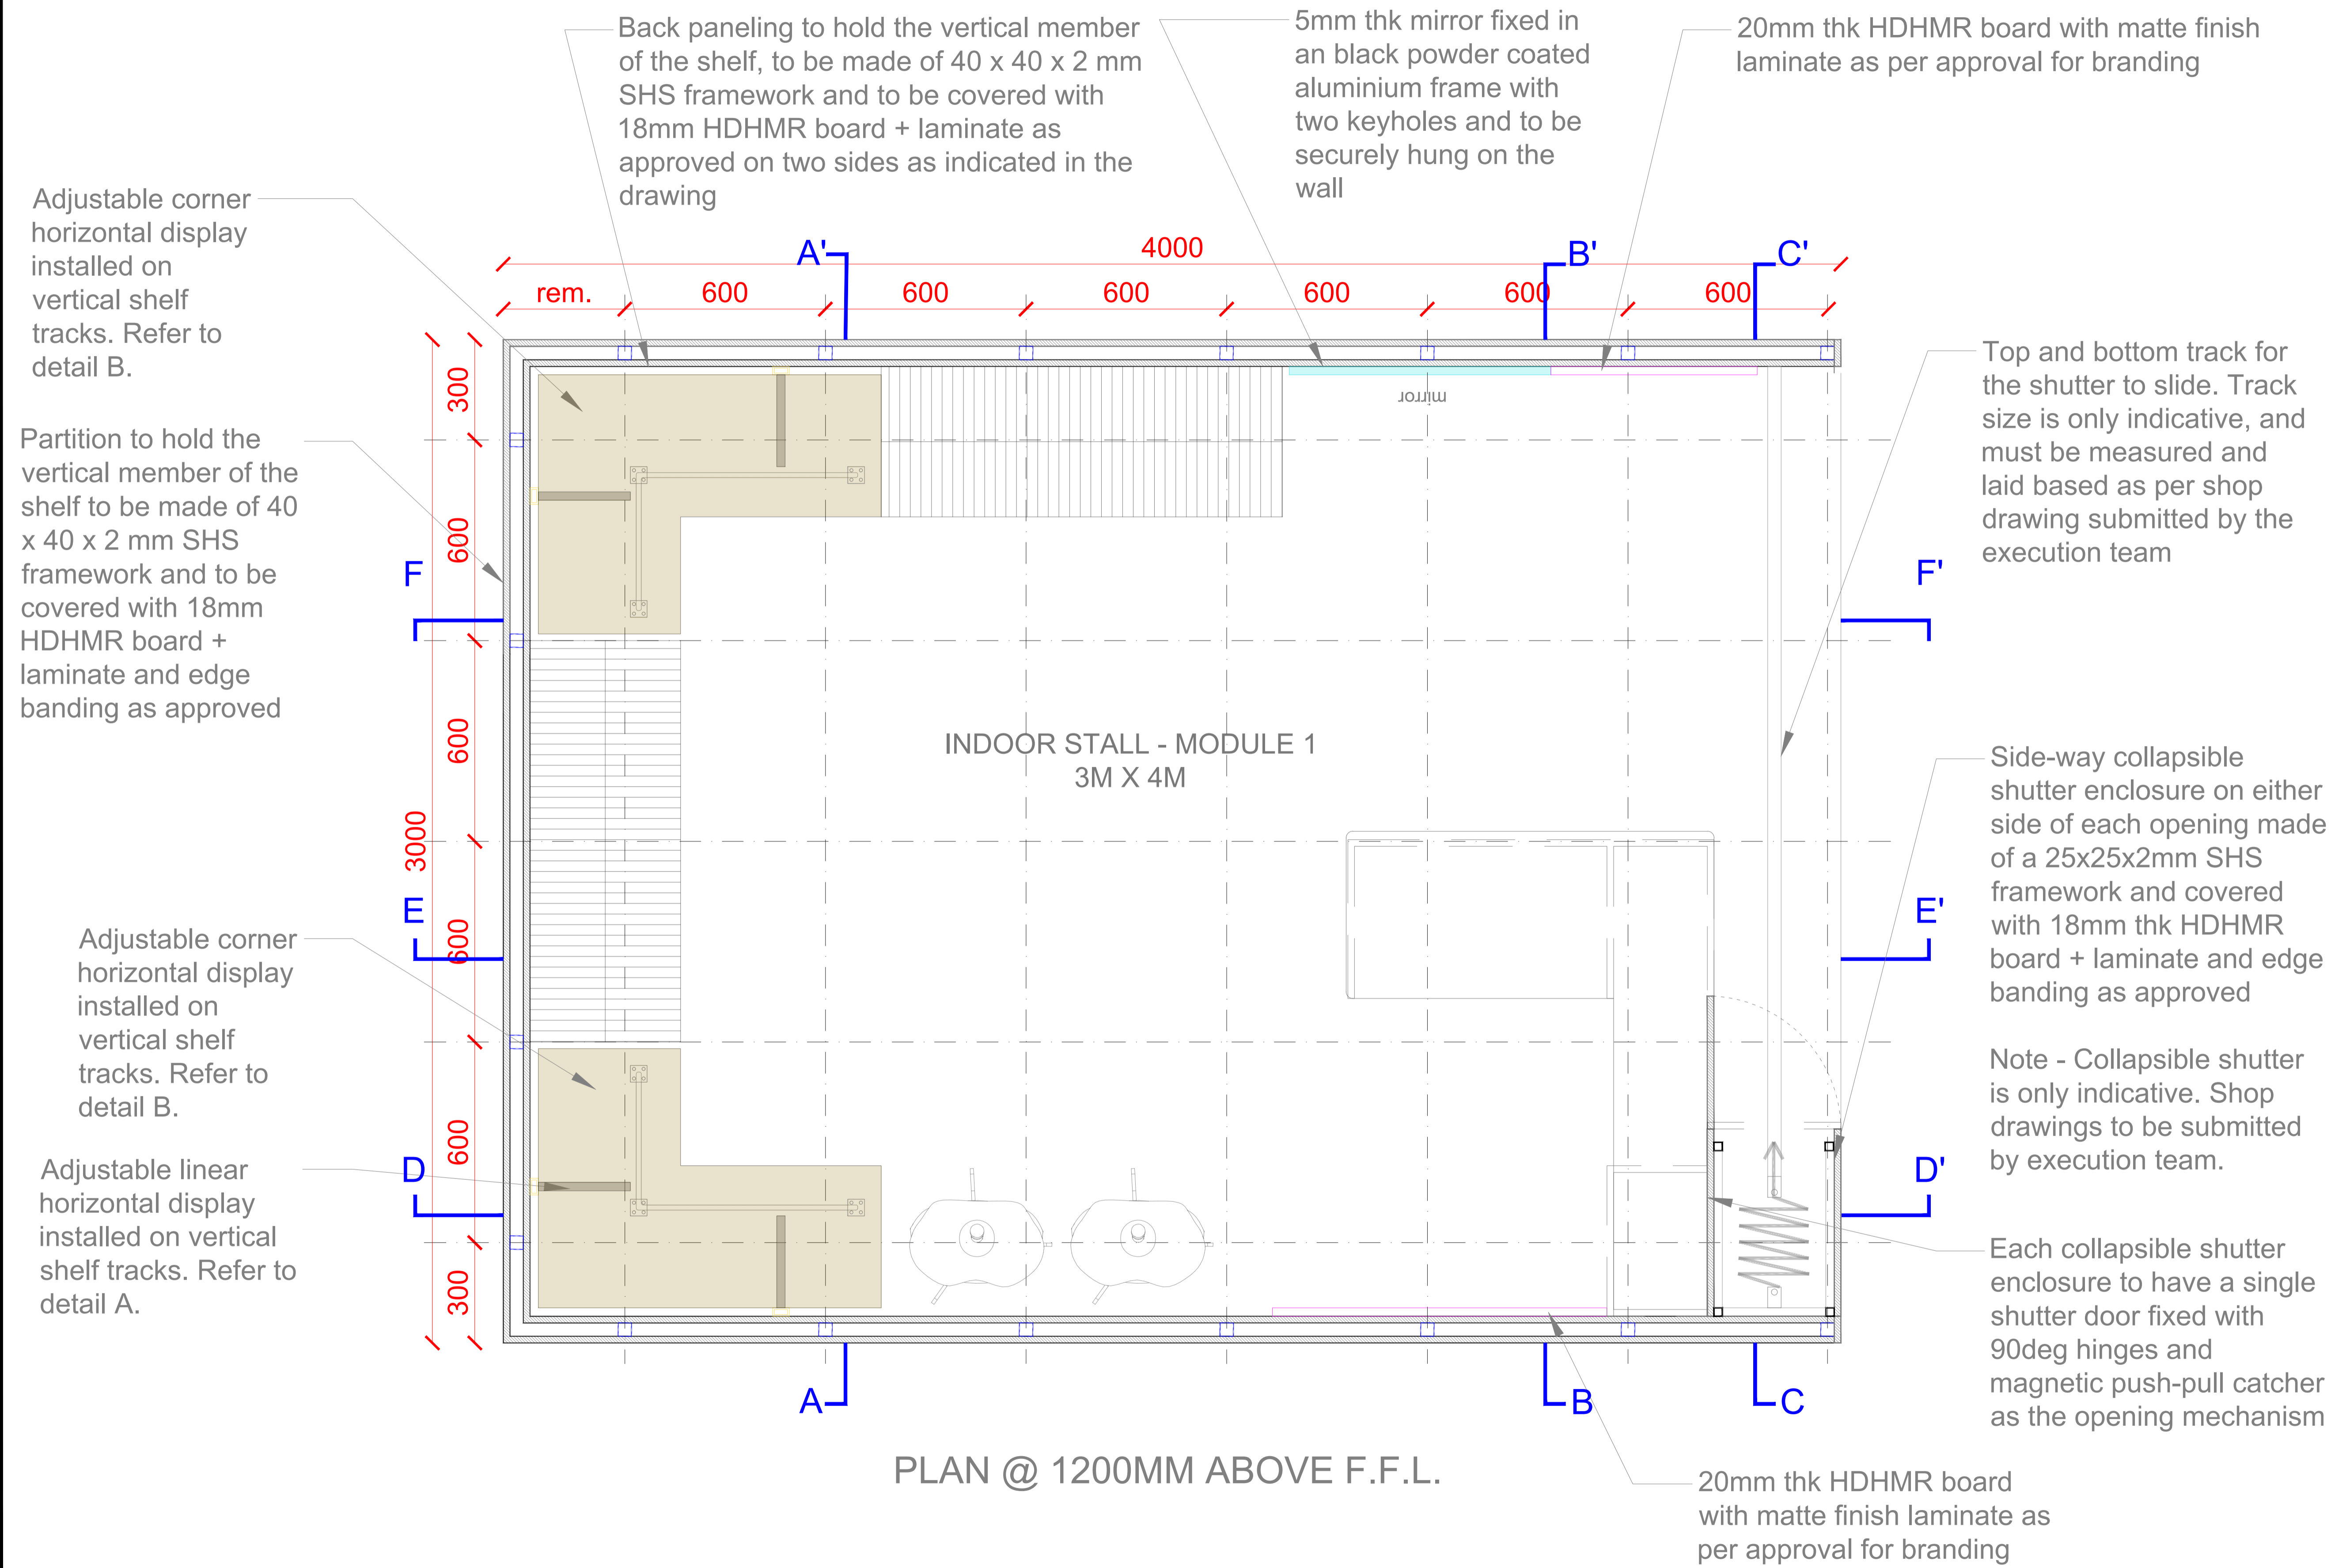 Back paneling to hold the vertical member
of the shelf, to be made of 40 x 40 x 2 mm
SHS framework and to be covered with
18mm HDHMR board + laminate as
approved on two sides as indicated in the
drawing
5mm thk mirror fixed in
an black powder coated
aluminium frame with
two keyholes and to be
securely hung on the
wall
20mm thk HDHMR board with matte finish
laminate as per approval for branding
Adjustable corner
horizontal display
installed on
vertical shelf
tracks. Refer to
detail B.
Partition to hold the
vertical member of the
shelf to be made of 40
x 40 x 2 mm SHS
framework and to be
covered with 18mm
HDHMR board +
laminate and edge
banding as approved
Adjustable corner
horizontal display
installed on
vertical shelf
tracks. Refer to
detail B.
Adjustable linear
horizontal display
installed on vertical
shelf tracks. Refer to
detail A.
A'
4000
B'
C'
rem.
600
600
600
600
600
600
300
600
600
600
600
300
3000
F
E
D
mirror
INDOOR STALL - MODULE 1
3M X 4M
F'
E'
D'
A
B
C
Top and bottom track for
the shutter to slide. Track
size is only indicative, and
must be measured and
laid based as per shop
drawing submitted by the
execution team
Side-way collapsible
shutter enclosure on either
side of each opening made
of a 25x25x2mm SHS
framework and covered
with 18mm thk HDHMR
board + laminate and edge
banding as approved
Note - Collapsible shutter
is only indicative. Shop
drawings to be submitted
by execution team.
Each collapsible shutter
enclosure to have a single
shutter door fixed with
90deg hinges and
magnetic push-pull catcher
as the opening mechanism
PLAN @ 1200MM ABOVE F.F.L.
20mm thk HDHMR board
with matte finish laminate as
per approval for branding